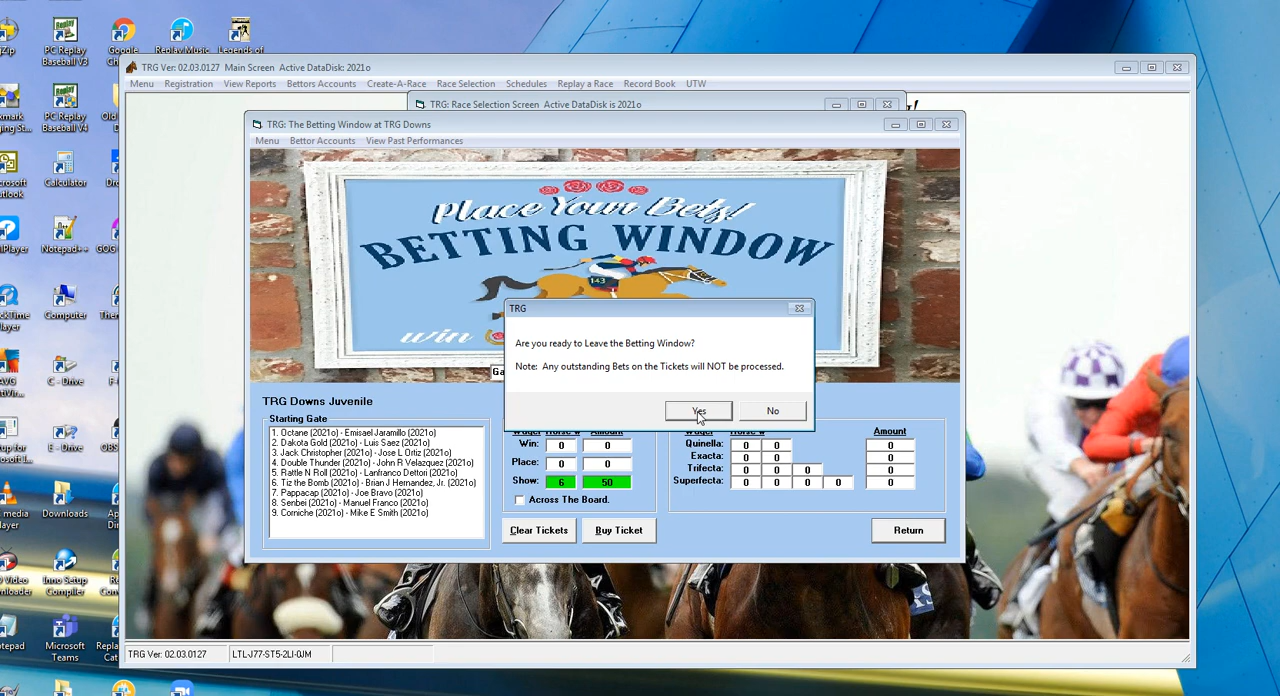 PC Replay
Baseball V3
Google
Replay Music
Legends of
PC Replay
Baseball V4
Calculator
Notepad++
GOG
Computer
C - Drive
E - Drive
Downloads
Inno Setup
Compiler
Microsoft
Teams
TRG Ver: 02.03.0127 Main Screen Active DataDisk: 2021o
Menu Registration View Reports Bettors Accounts Create-A-Race Race Selection Schedules Replay a Race Record Book UTW
TRG: Race Selection Screen Active DataDisk is 2021o
TRG: The Betting Window at TRG Downs
Menu Bettor Accounts View Past Performances
Place Your Bets!
BETTING WINDOW
143
win
TRG
Are you ready to Leave the Betting Window?
Note: Any outstanding Bets on the Tickets will NOT be processed.
Yes No
TRG Downs Juvenile
Starting Gate
1. Octane (2021o) - Emisael Jaramillo (2021o)
2. Dakota Gold (2021o) - Luis Saez (2021o)
3. Jack Christopher (2021o) - Jose L Ortiz (2021o)
4. Double Thunder (2021o) - John R Velazquez (2021o)
5. Rattle N Roll (2021o) - Lanfranco Dettori (2021o)
6. Tiz the Bomb (2021o) - Brian J Hernandez, Jr. (2021o)
7. Pappacap (2021o) - Joe Bravo (2021o)
8. Senbei (2021o) - Manuel Franco (2021o)
9. Corniche (2021o) - Mike E Smith (2021o)
Wager Horse # Amount
Win: 0 0
Place: 0 0
Show: 6 50
Across The Board.
Clear Tickets Buy Ticket
Wager Horse # Amount
Quinella: 0 0 0
Exacta: 0 0 0
Trifecta: 0 0 0 0
Superfecta: 0 0 0 0 0
Return
TRG Ver: 02.03.0127 LTL-J77-ST5-2LI-0JM